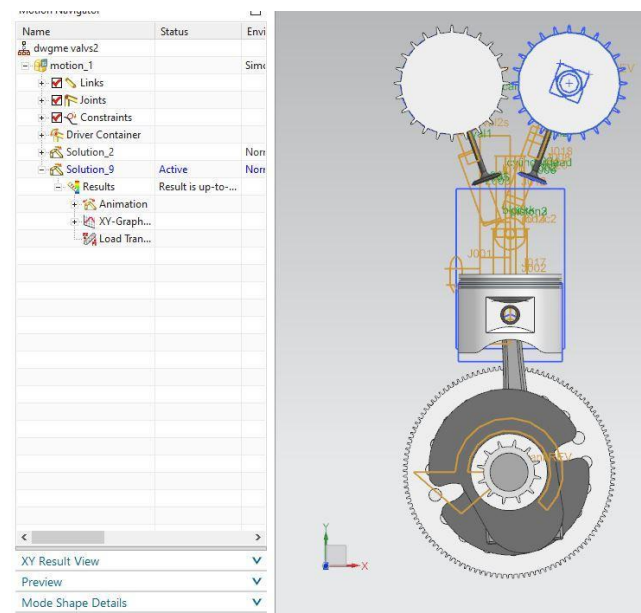 Motion Navigator
Name Status Envi
dwgme valvs2
motion_1 Simc
Links
Joints
Constraints
Driver Container
Solution_2 Norr
Solution_9 Active Norr
Results Result is up-to-...
Animation
XY-Graph...
Load Tran...
XY Result View
Preview
Mode Shape Details
J018
J001
J017
J002
Y
X